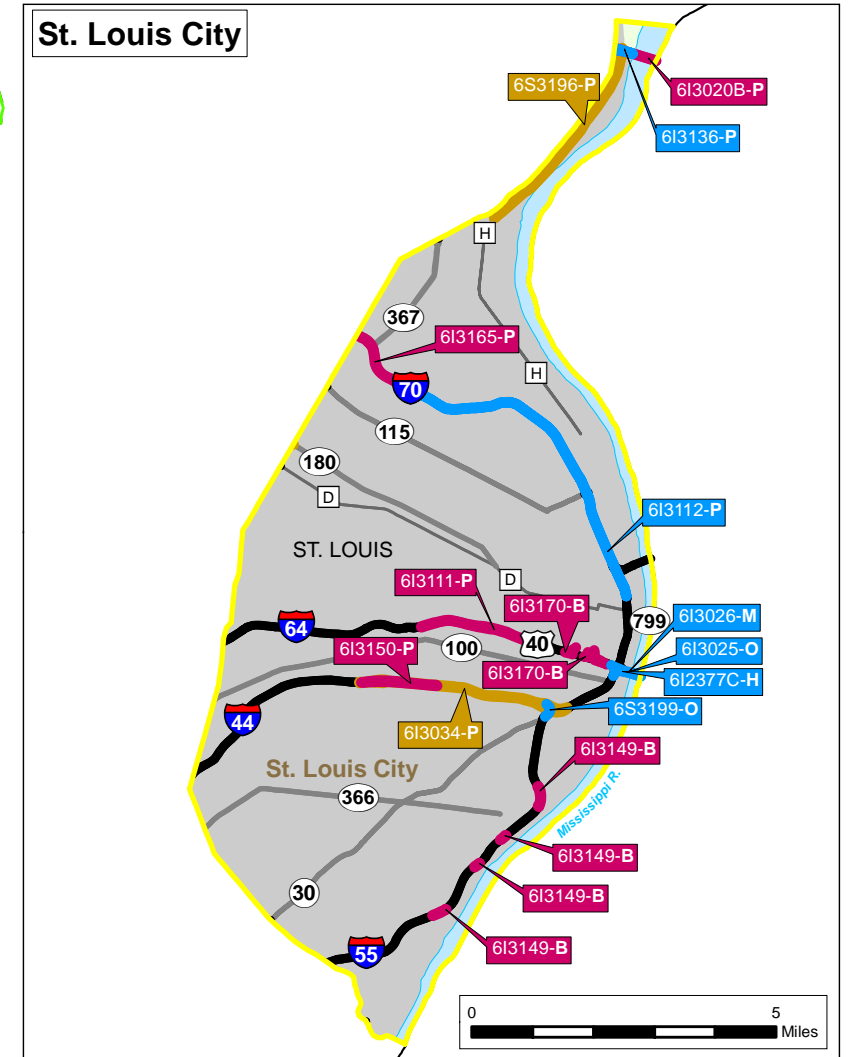 St. Louis City
6S3196-P
6I3020B-P
6I3136-P
H
367
6I3165-P
H
70
115
180
D
6I3112-P
ST. LOUIS
D
6I3111-P
6I3170-B
799
6I3026-M
64
40
6I3150-P
100
6I3025-O
6I3170-B
6I2377C-H
6S3199-O
44
6I3034-P
6I3149-B
St. Louis City
366
Mississippi R.
6I3149-B
30
6I3149-B
6I3149-B
55
0 5
Miles